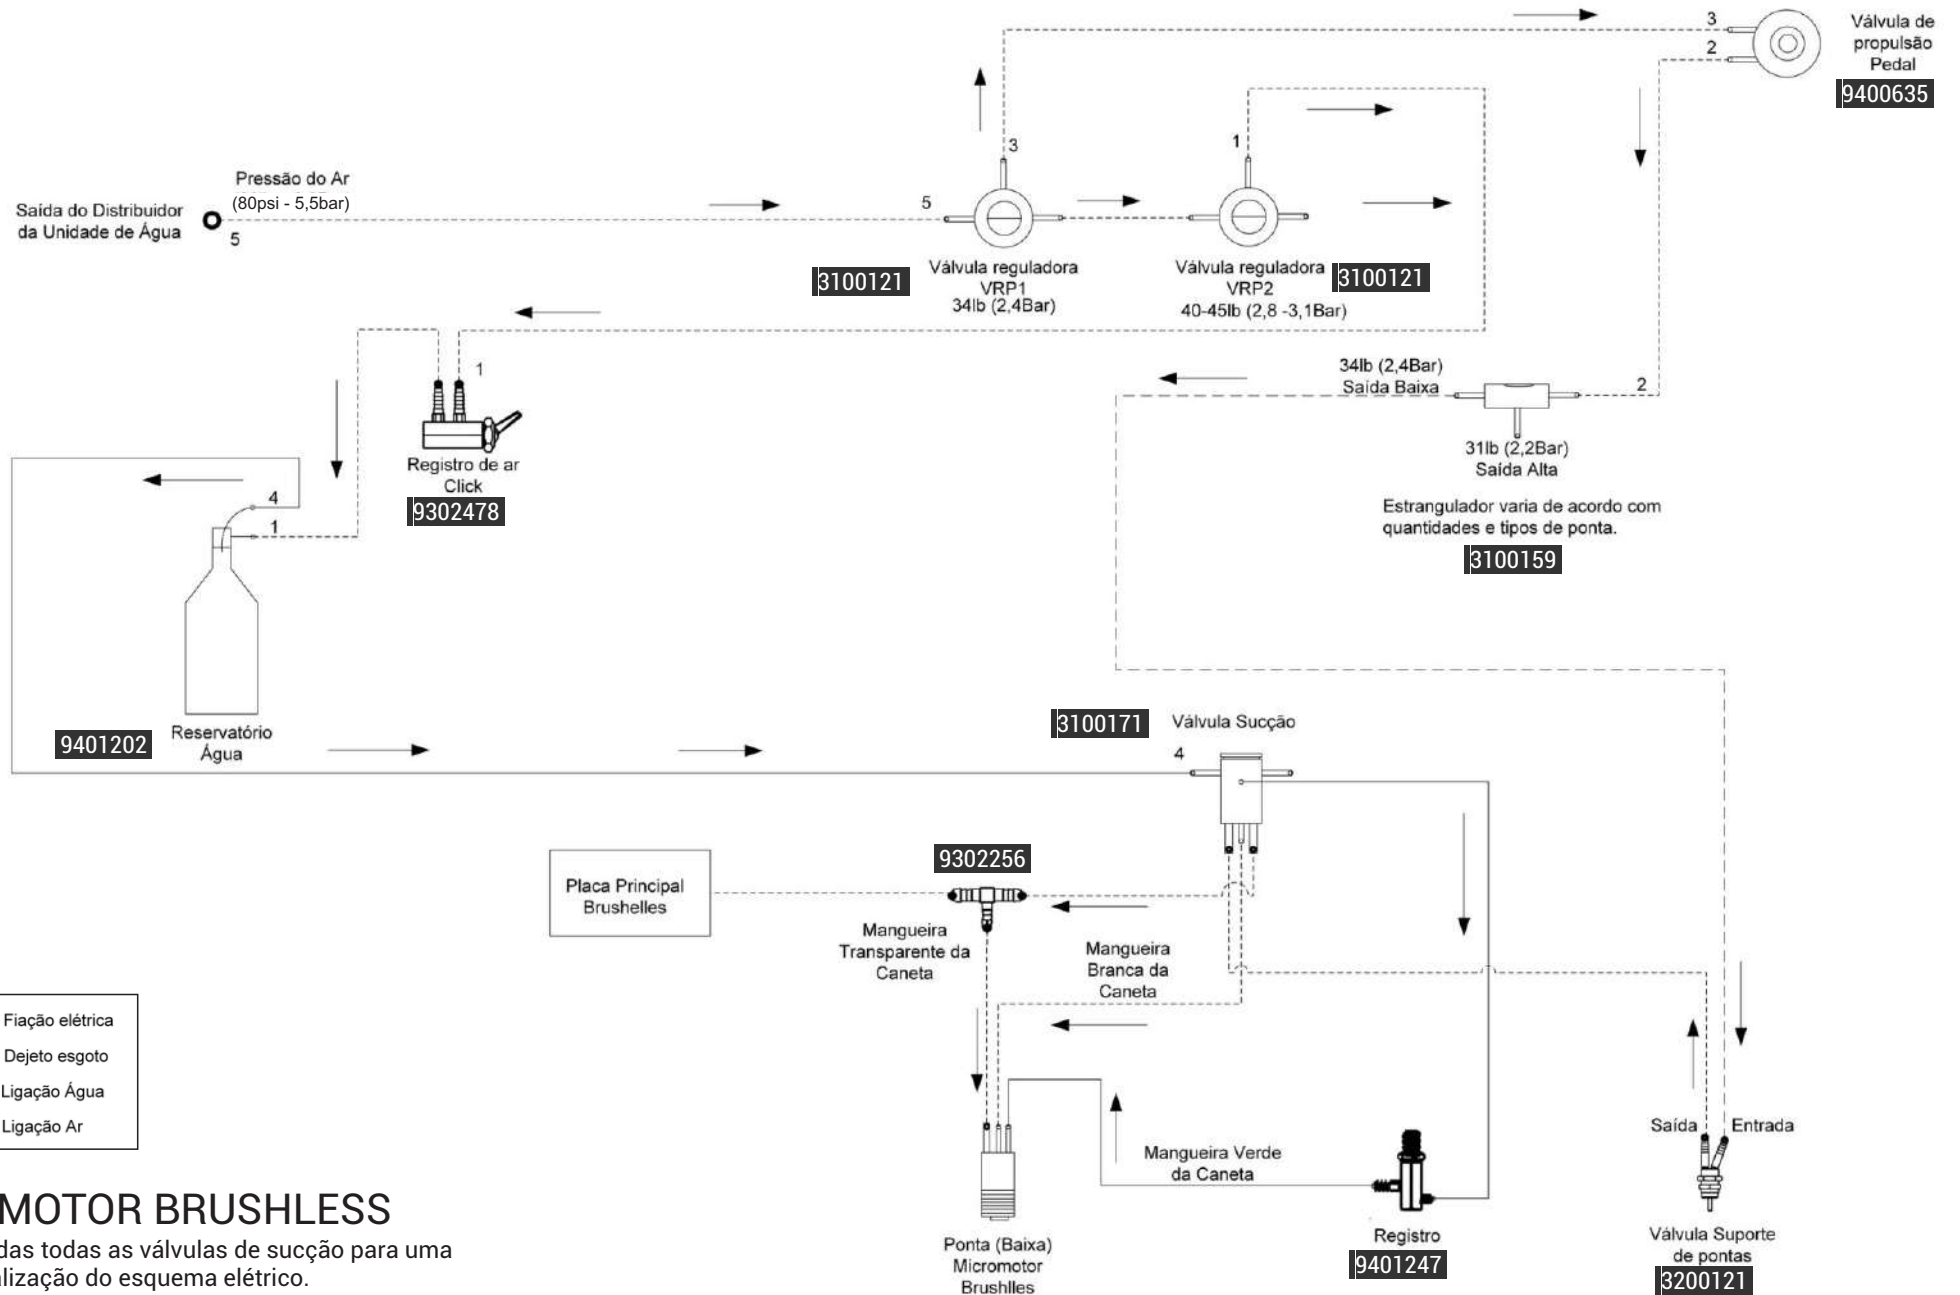 3
2
Válvula de
propulsão
Pedal
9400635
Saída do Distribuidor
da Unidade de Água
5
Pressão do Ar
(80psi - 5,5bar)
5
3
1
3100121
Válvula reguladora
VRP1
34lb (2,4Bar)
Válvula reguladora
VRP2
40-45lb (2,8 -3,1Bar)
3100121
1
Registro de ar
Click
9302478
34lb (2,4Bar)
Saída Baixa
2
31lb (2,2Bar)
Saída Alta
Estrangulador varia de acordo com
quantidades e tipos de ponta.
3100159
4
1
9401202
Reservatório
Água
3100171
Válvula Sucção
4
Placa Principal
Brushelles
9302256
Mangueira
Transparente da
Caneta
Mangueira
Branca da
Caneta
Fiação elétrica
Dejeto esgoto
Ligação Água
Ligação Ar
Mangueira Verde
da Caneta
Saída
Entrada
Ponta (Baixa)
Micromotor
Brushlles
Registro
9401247
Válvula Suporte
de pontas
3200121
MOTOR BRUSHLESS
das todas as válvulas de sucção para uma
alização do esquema elétrico.